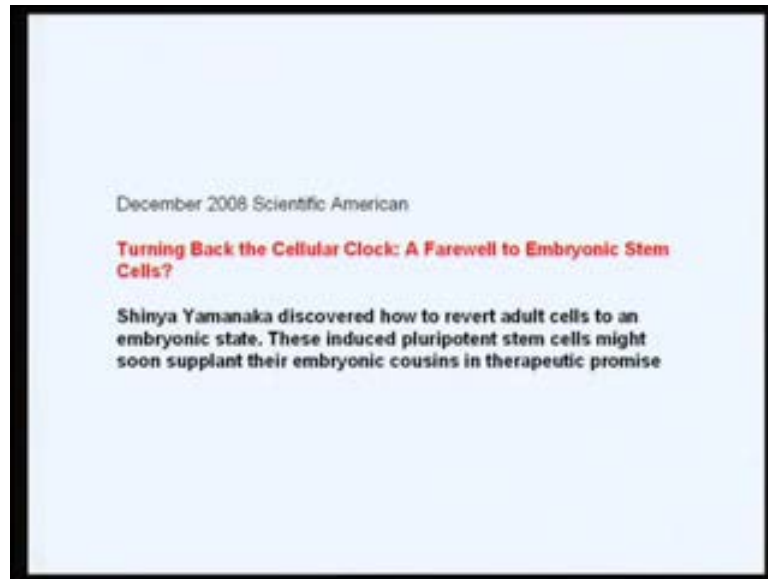 December 2008 Scientific American
Turning Back the Cellular Clock: A Farewell to Embryonic Stem
Cells?
Shinya Yamanaka discovered how to revert adult cells to an
embryonic state. These induced pluripotent stem cells might
soon supplant their embryonic cousins in therapeutic promise